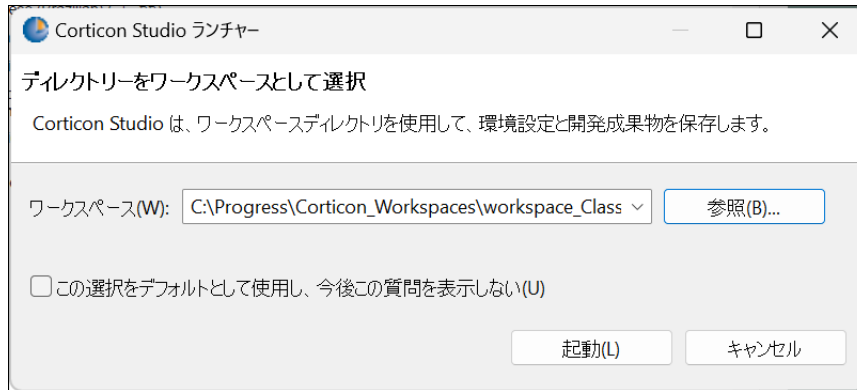 Corticon Studio ランチャー
ディレクトリーをワークスペースとして選択
Corticon Studio は、ワークスペースディレクトリを使用して、環境設定と開発成果物を保存します。
ワークスペース(W): C:\Progress\Corticon_Workspaces\workspace_Class 参照(B)...
この選択をデフォルトとして使用し、今後この質問を表示しない(U)
起動(L) キャンセル